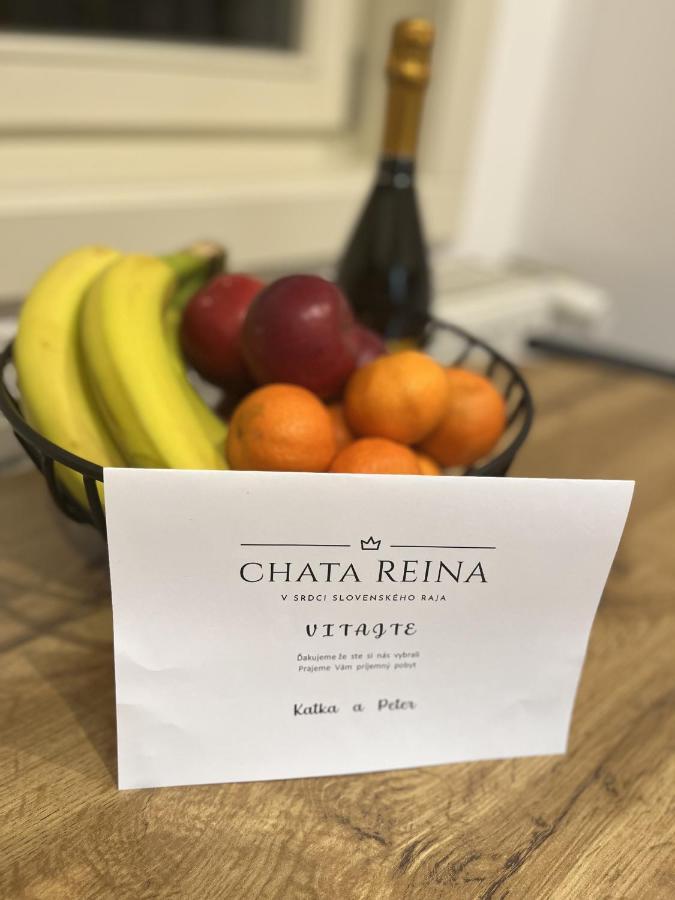 CHATA REINA
V SRDCI SLOVENSKÉHO RAJA
VITAJTE
Ďakujeme že ste si nás vybrali
Prajeme Vám príjemný pobyt
Katka a Peter